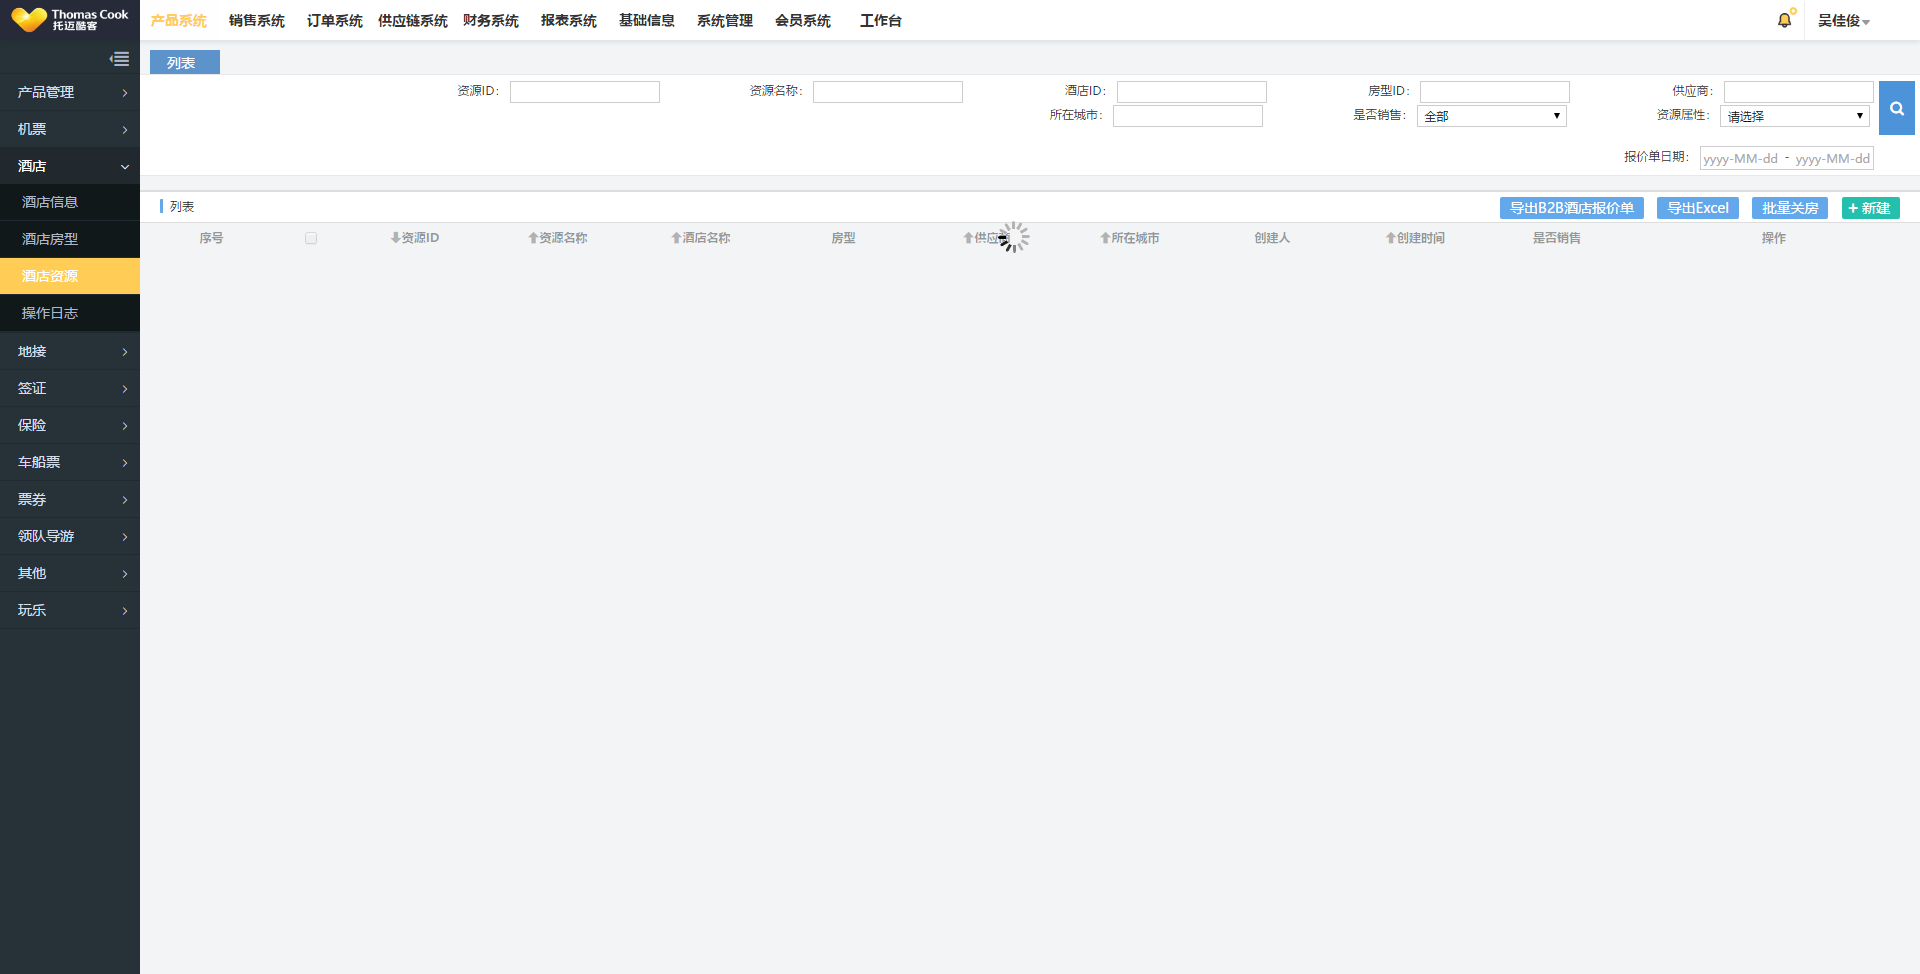 Thomas Cook
托迈酷客
产品系统 销售系统 订单系统 供应链系统 财务系统 报表系统 基础信息 系统管理 会员系统 工作台 吴佳俊
列表
资源ID: 资源名称: 酒店ID: 房型ID: 供应商:
所在城市: 是否销售: 全部 资源属性: 请选择
报价单日期: yyyy-MM-dd - yyyy-MM-dd
列表 导出B2B酒店报价单 导出Excel 批量关房 + 新建
序号 资源ID 资源名称 酒店名称 房型 供应商 所在城市 创建人 创建时间 是否销售 操作
产品管理
机票
酒店
酒店信息
酒店房型
酒店资源
操作日志
地接
签证
保险
车船票
票券
领队导游
其他
玩乐